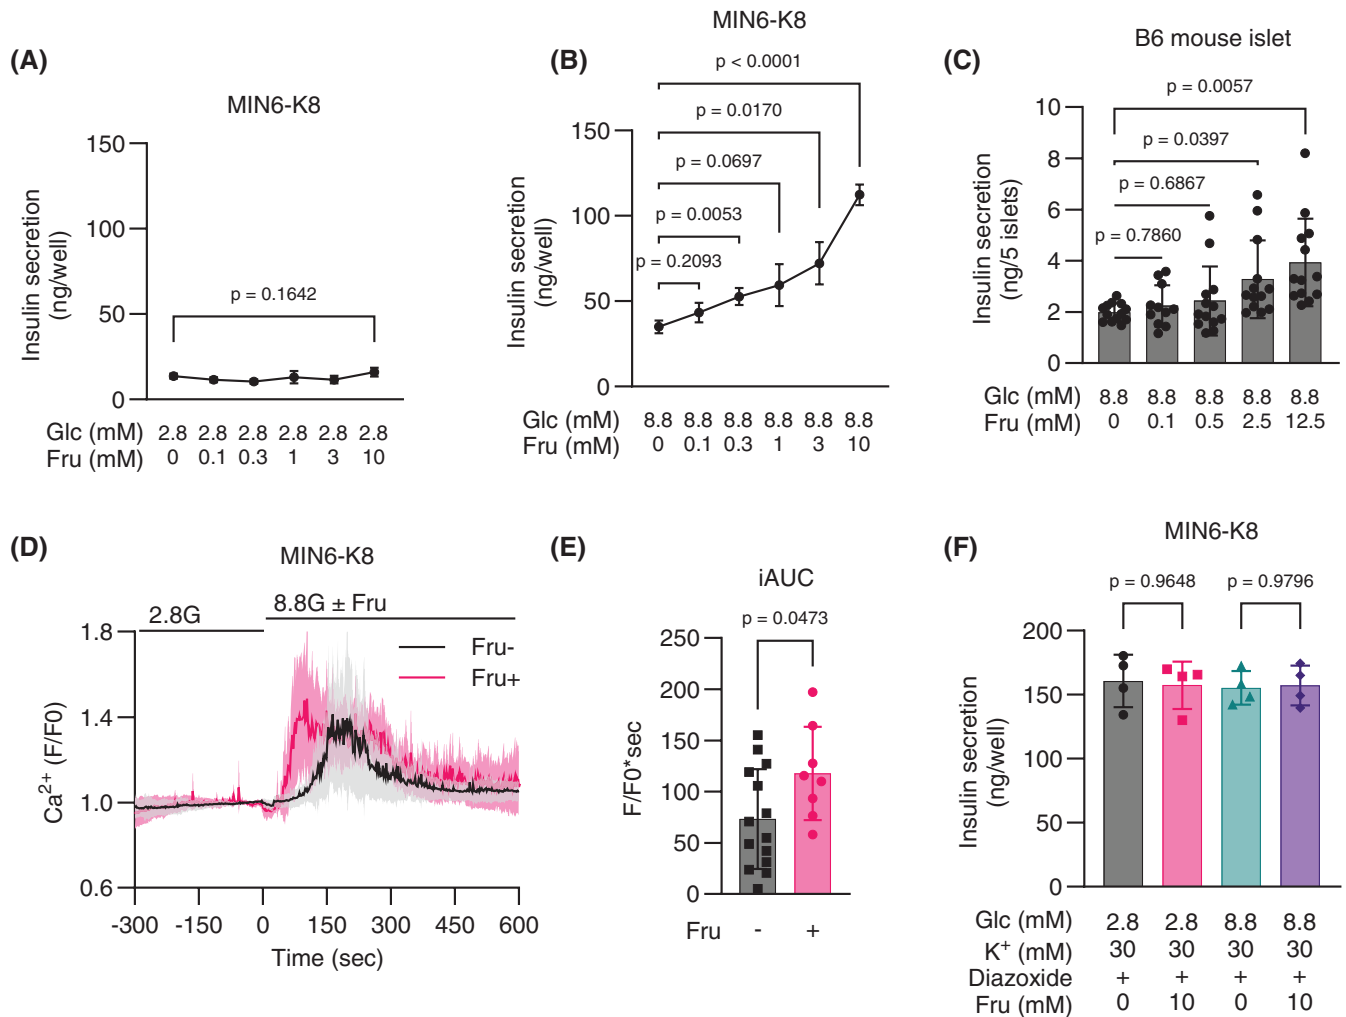 (A)
MIN6-K8
Insulin secretion
(ng/well)
150
100
50
0
p = 0.1642
Glc (mM) 2.8 2.8 2.8 2.8 2.8 2.8
Fru (mM) 0 0.1 0.3 1 3 10
(B)
MIN6-K8
Insulin secretion
(ng/well)
150
100
50
0
p < 0.0001
p = 0.0170
p = 0.0697
p = 0.0053
p = 0.2093
Glc (mM) 8.8 8.8 8.8 8.8 8.8 8.8
Fru (mM) 0 0.1 0.3 1 3 10
(C)
B6 mouse islet
Insulin secretion
(ng/5 islets)
10
8
6
4
2
0
p = 0.0057
p = 0.0397
p = 0.6867
p = 0.7860
Glc (mM) 8.8 8.8 8.8 8.8 8.8
Fru (mM) 0 0.1 0.5 2.5 12.5
(D)
MIN6-K8
2.8G
8.8G ± Fru
Fru-
Fru+
Ca²⁺ (F/F0)
1.8
1.4
1.0
0.6
-300 -150 0 150 300 450 600
Time (sec)
(E)
iAUC
p = 0.0473
F/F0*sec
250
200
150
100
50
0
Fru - +
(F)
MIN6-K8
p = 0.9648 p = 0.9796
Insulin secretion
(ng/well)
200
150
100
50
0
Glc (mM) 2.8 2.8 8.8 8.8
K⁺ (mM) 30 30 30 30
Diazoxide + + + +
Fru (mM) 0 10 0 10